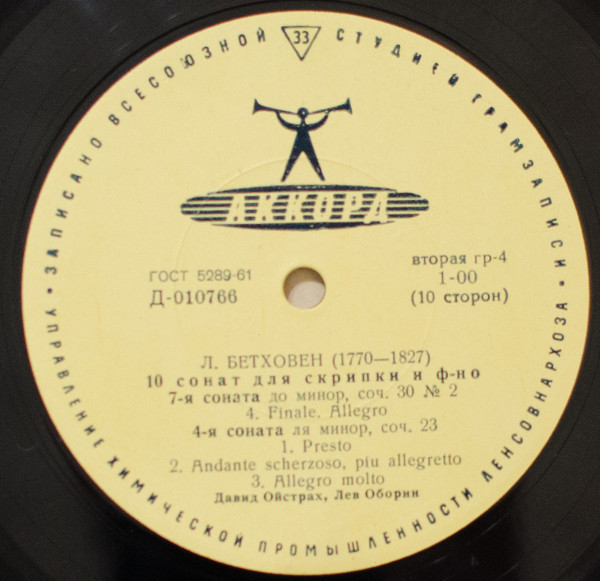 • ЗАПИСАНО ВСЕСОЮЗНОЙ 33 СТУДИЕЙ ГРАМЗАПИСИ •
АККОРД
ГОСТ 5289-61
Д-010766
вторая гр-4
1-00
(10 сторон)
Л. БЕТХОВЕН (1770—1827)
10 сонат для скрипки и ф-но
7-я соната до минор, соч. 30 № 2
4. Finale. Allegro
4-я соната ля минор, соч. 23
1. Presto
2. Andante scherzoso, piu allegretto
3. Allegro molto
Давид Ойстрах, Лев Оборин
УПРАВЛЕНИЕ ХИМИЧЕСКОЙ ПРОМЫШЛЕННОСТИ ЛЕНСОВНАРХОЗА